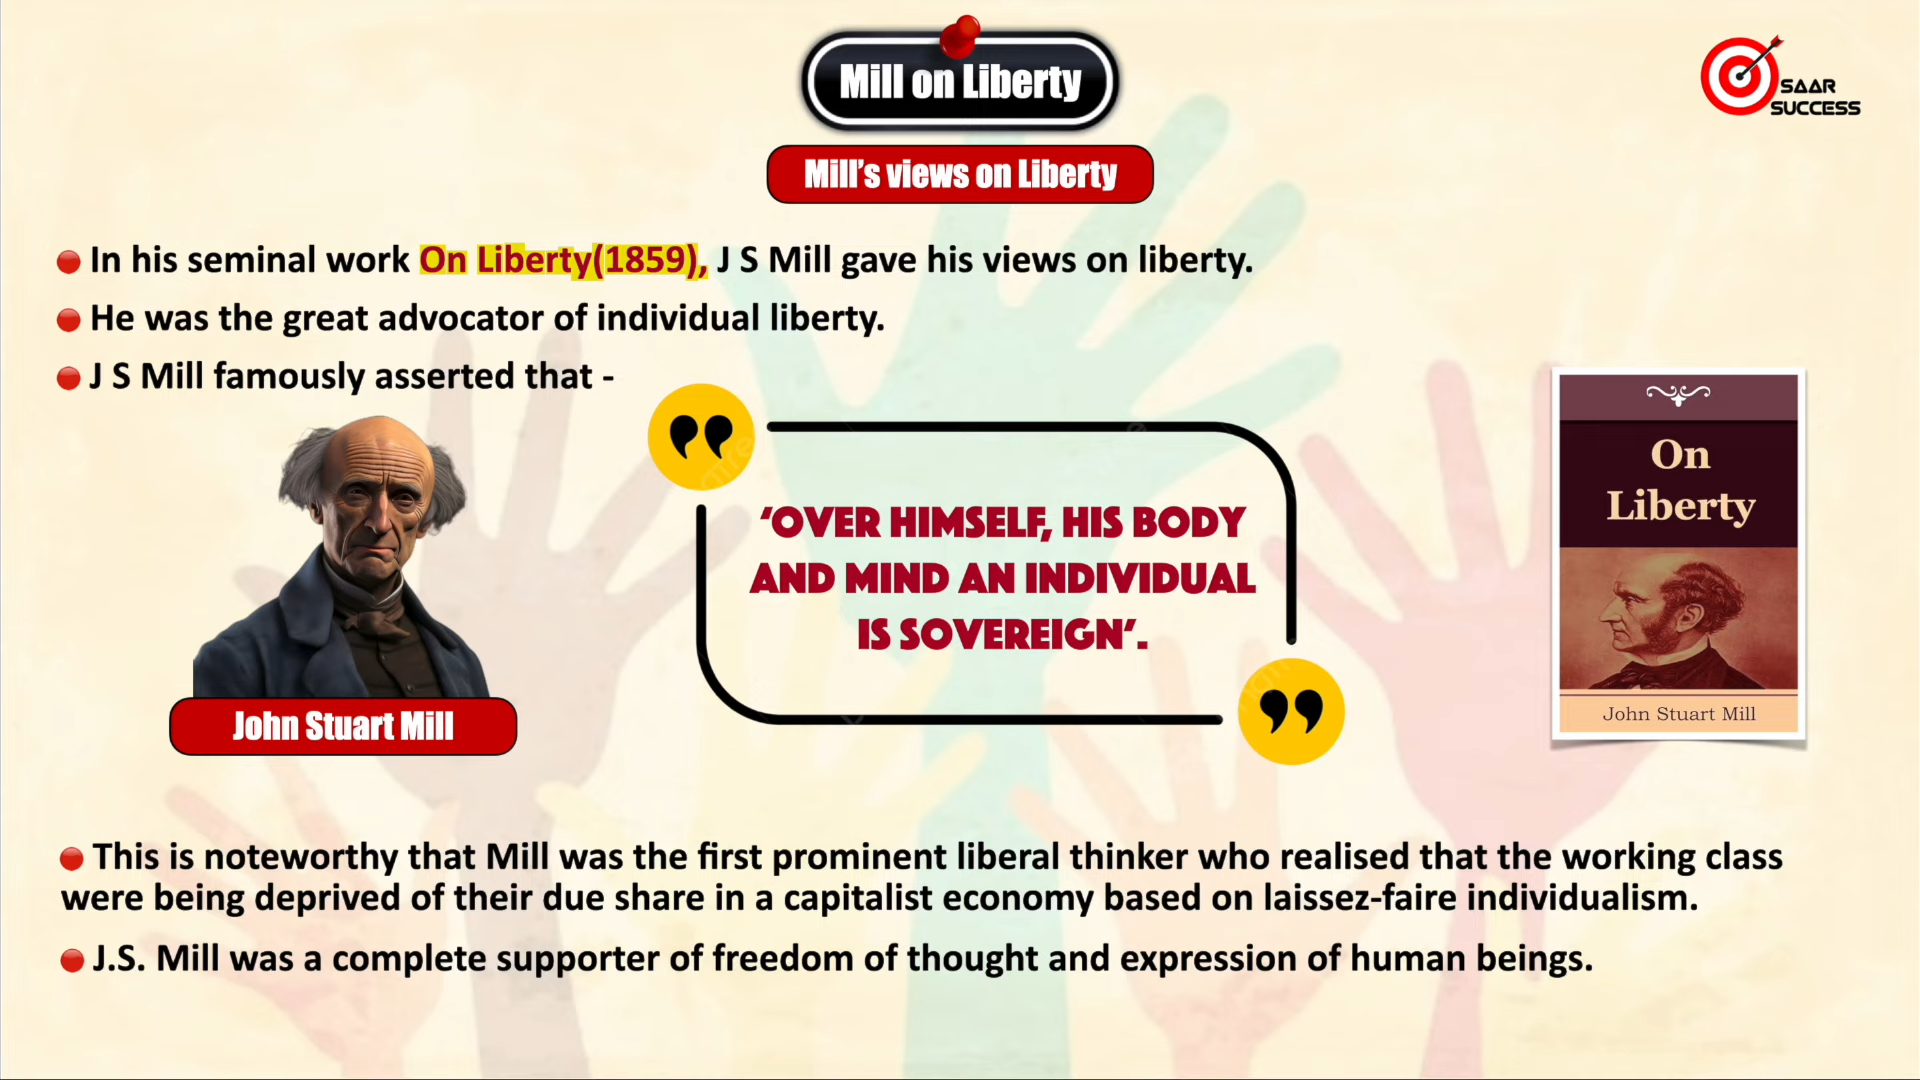 Mill on Liberty
SAAR
SUCCESS
Mill's views on Liberty
In his seminal work On Liberty(1859), J S Mill gave his views on liberty.
He was the great advocator of individual liberty.
J S Mill famously asserted that -
‘OVER HIMSELF, HIS BODY
AND MIND AN INDIVIDUAL
IS SOVEREIGN’.
On
Liberty
John Stuart Mill
John Stuart Mill
This is noteworthy that Mill was the first prominent liberal thinker who realised that the working class
were being deprived of their due share in a capitalist economy based on laissez-faire individualism.
J.S. Mill was a complete supporter of freedom of thought and expression of human beings.